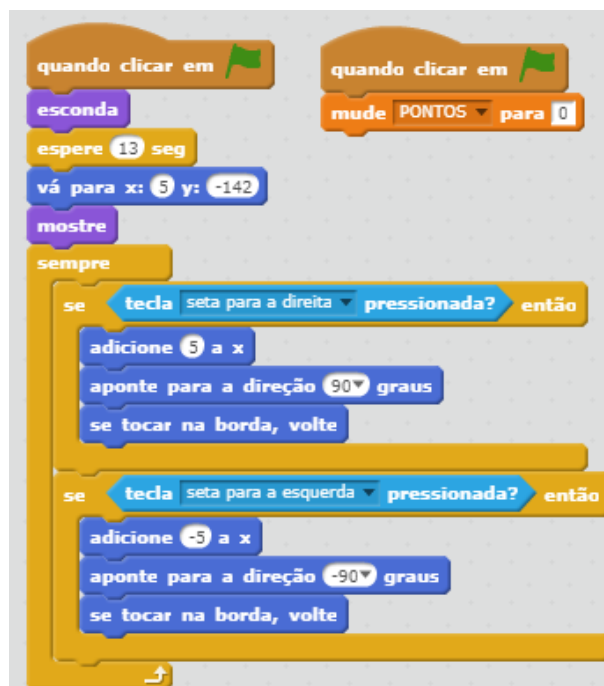 quando clicar em
esconda
espere 13 seg
vá para x: 5 y: -142
mostre
sempre
se tecla seta para a direita pressionada? então
adicione 5 a x
aponte para a direção 90 graus
se tocar na borda, volte
se tecla seta para a esquerda pressionada? então
adicione -5 a x
aponte para a direção -90 graus
se tocar na borda, volte
quando clicar em
mude PONTOS para 0